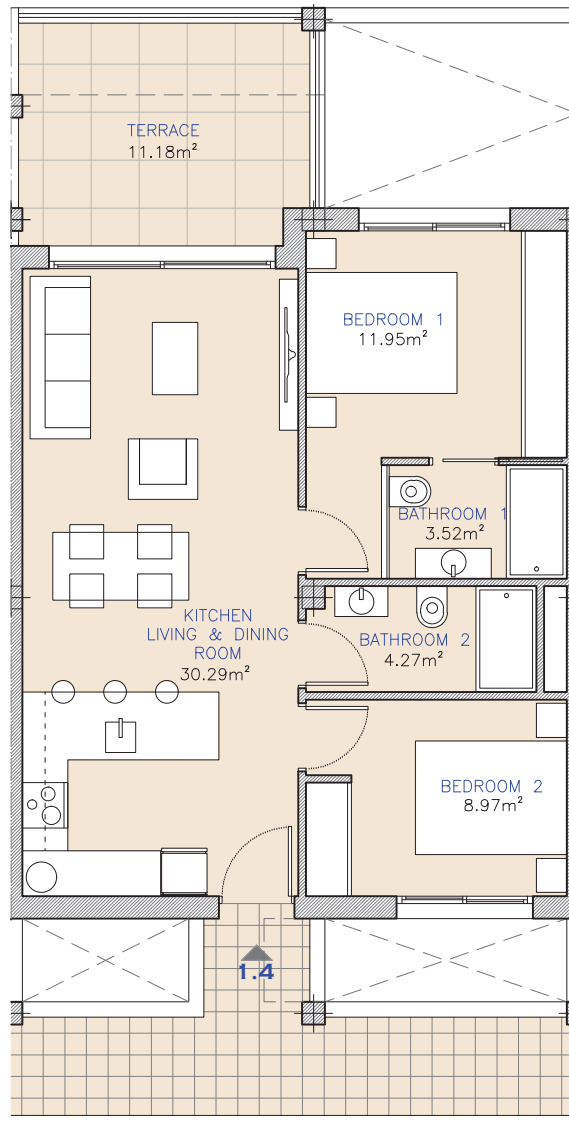 TERRACE
11.18m²
BEDROOM 1
11.95m²
BATHROOM 1
3.52m²
KITCHEN
LIVING & DINING
ROOM
30.29m²
BATHROOM 2
4.27m²
BEDROOM 2
8.97m²
1.4